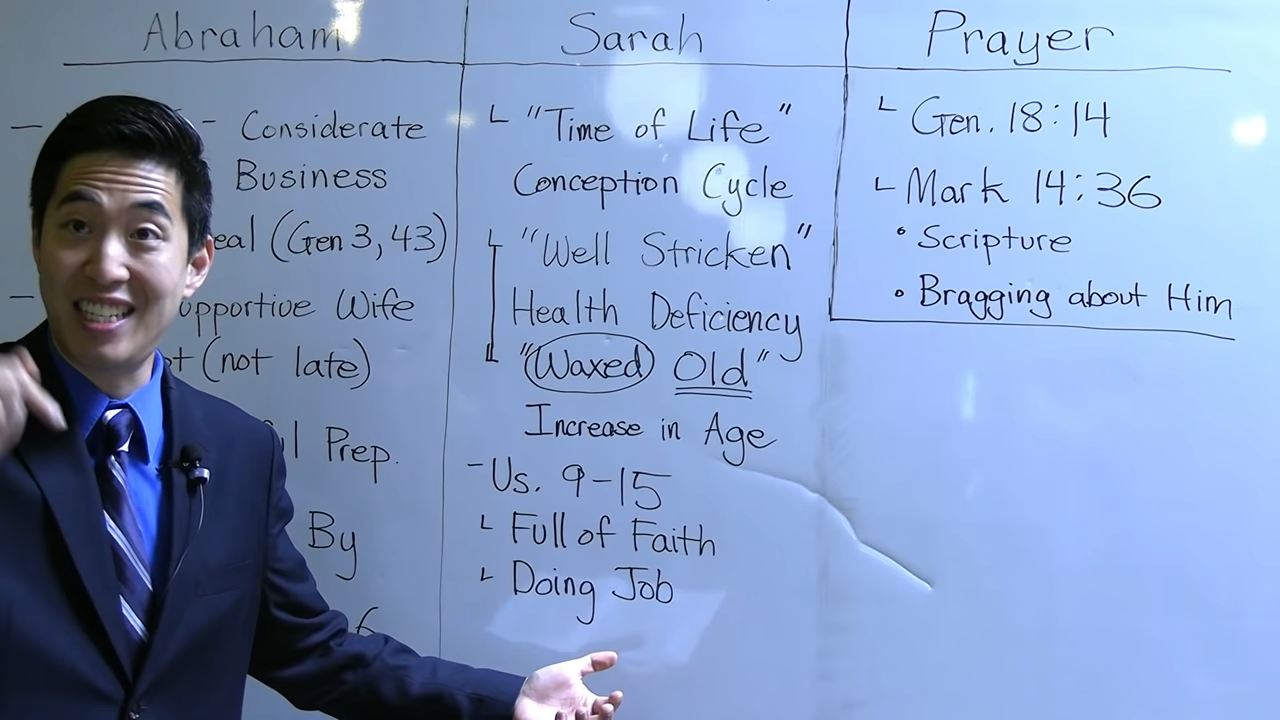 Abraham
- Considerate
Business
(Gen 3, 43)
Wife
(not late)
Prep.
By
6
Sarah
"Time of Life"
Conception Cycle
"Well Stricken"
Health Deficiency
"Waxed Old"
Increase in Age
- Vs. 9-15
Full of Faith
Doing Job
Prayer
Gen. 18:14
Mark 14:36
• Scripture
• Bragging about Him